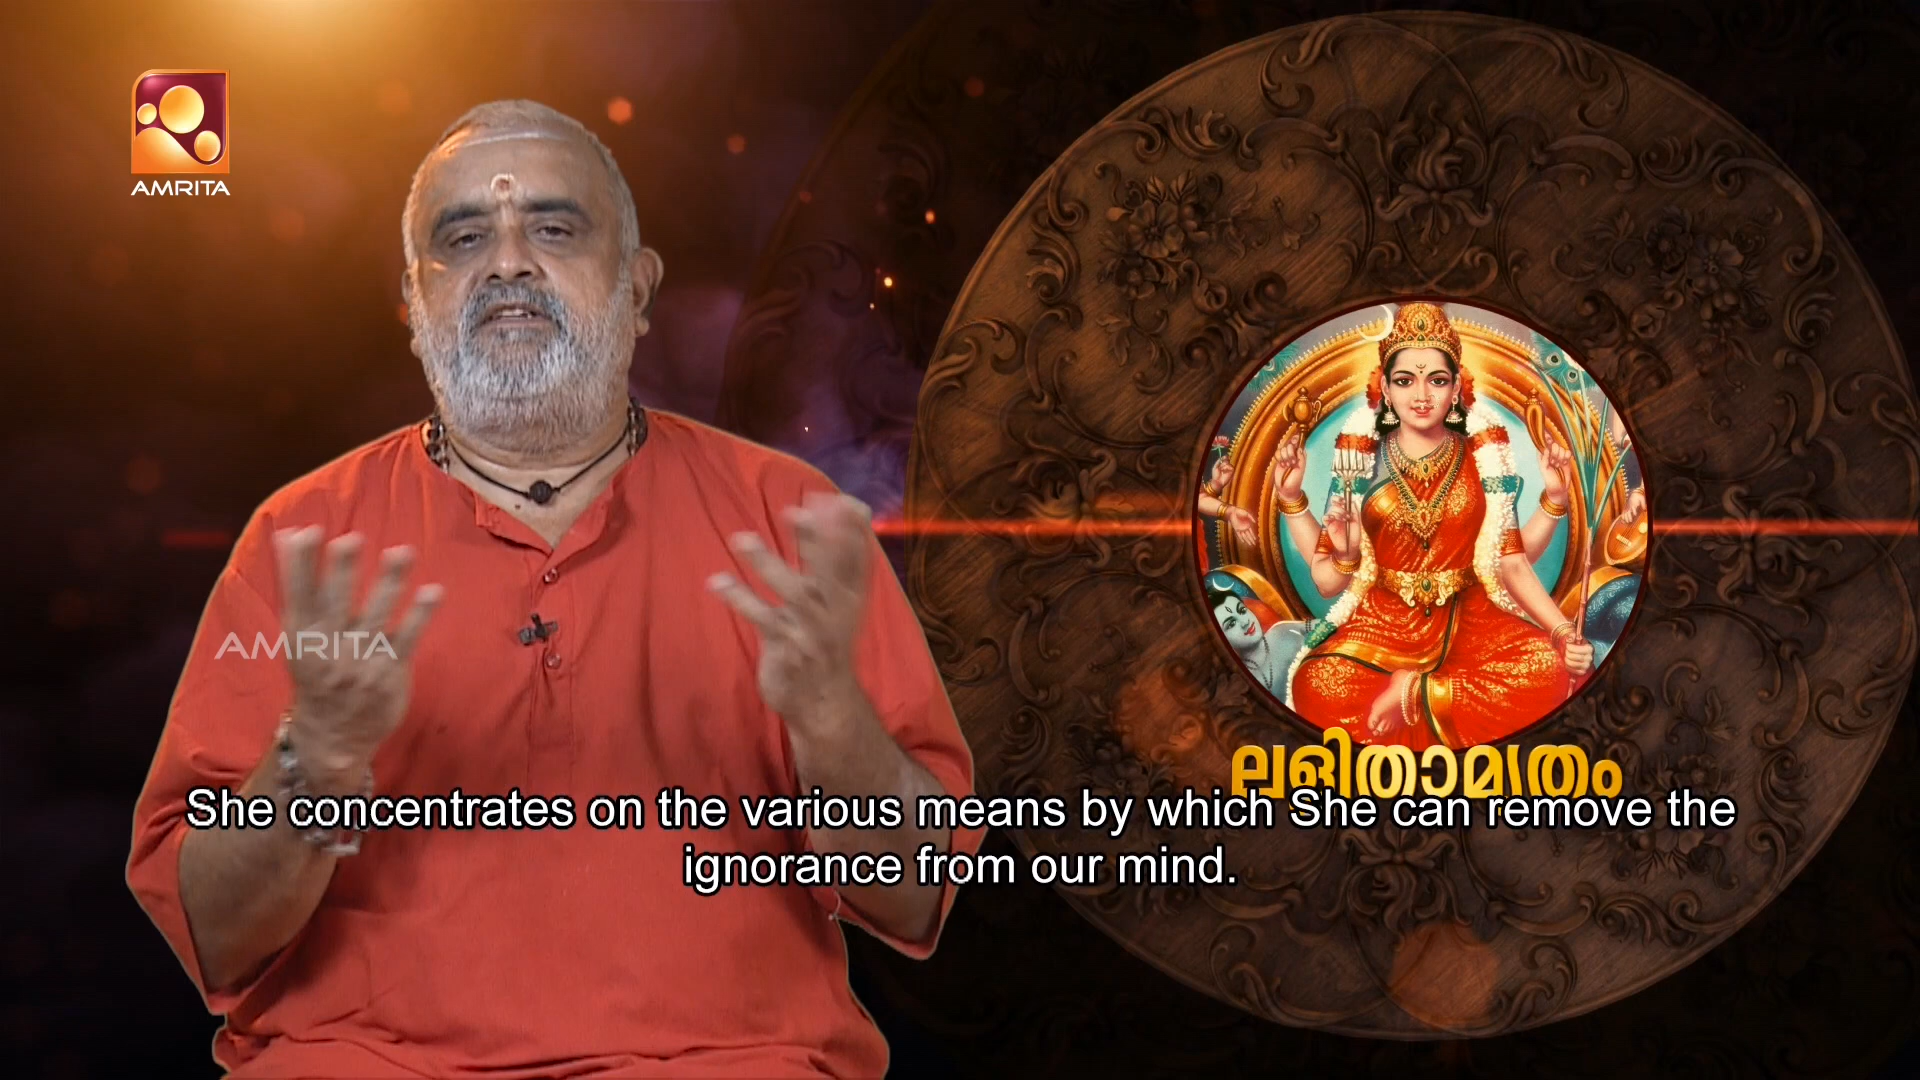 AMRITA
AMRITA
ലളിതാമൃതം
She concentrates on the various means by which She can remove the
ignorance from our mind.